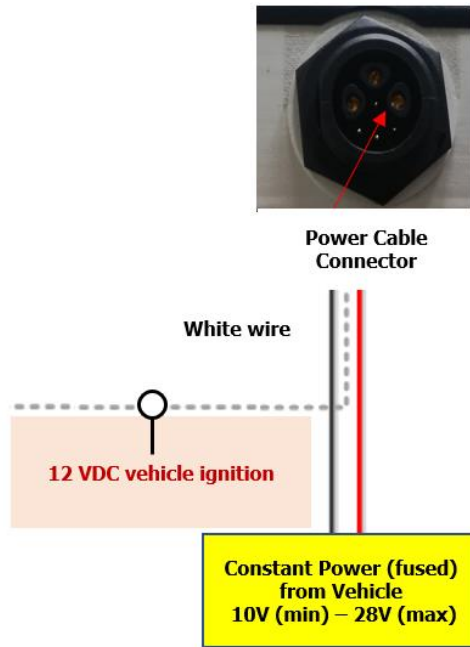 Power Cable
Connector
White wire
12 VDC vehicle ignition
Constant Power (fused)
from Vehicle
10V (min) – 28V (max)